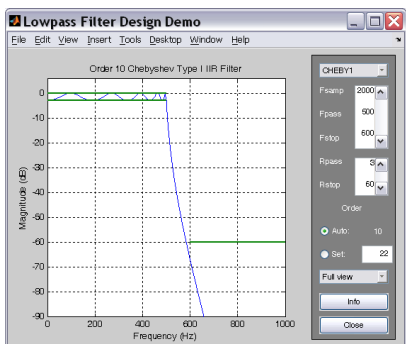 Lowpass Filter Design Demo
File Edit View Insert Tools Desktop Window Help
Order 10 Chebyshev Type I IIR Filter
Magnitude (dB)
0
-10
-20
-30
-40
-50
-60
-70
-80
-90
0 200 400 600 800 1000
Frequency (Hz)
CHEBY1
Fsamp 2000
Fpass 500
Fstop 600
Rpass 3
Rstop 60
Order
Auto: 10
Set: 22
Full view
Info
Close